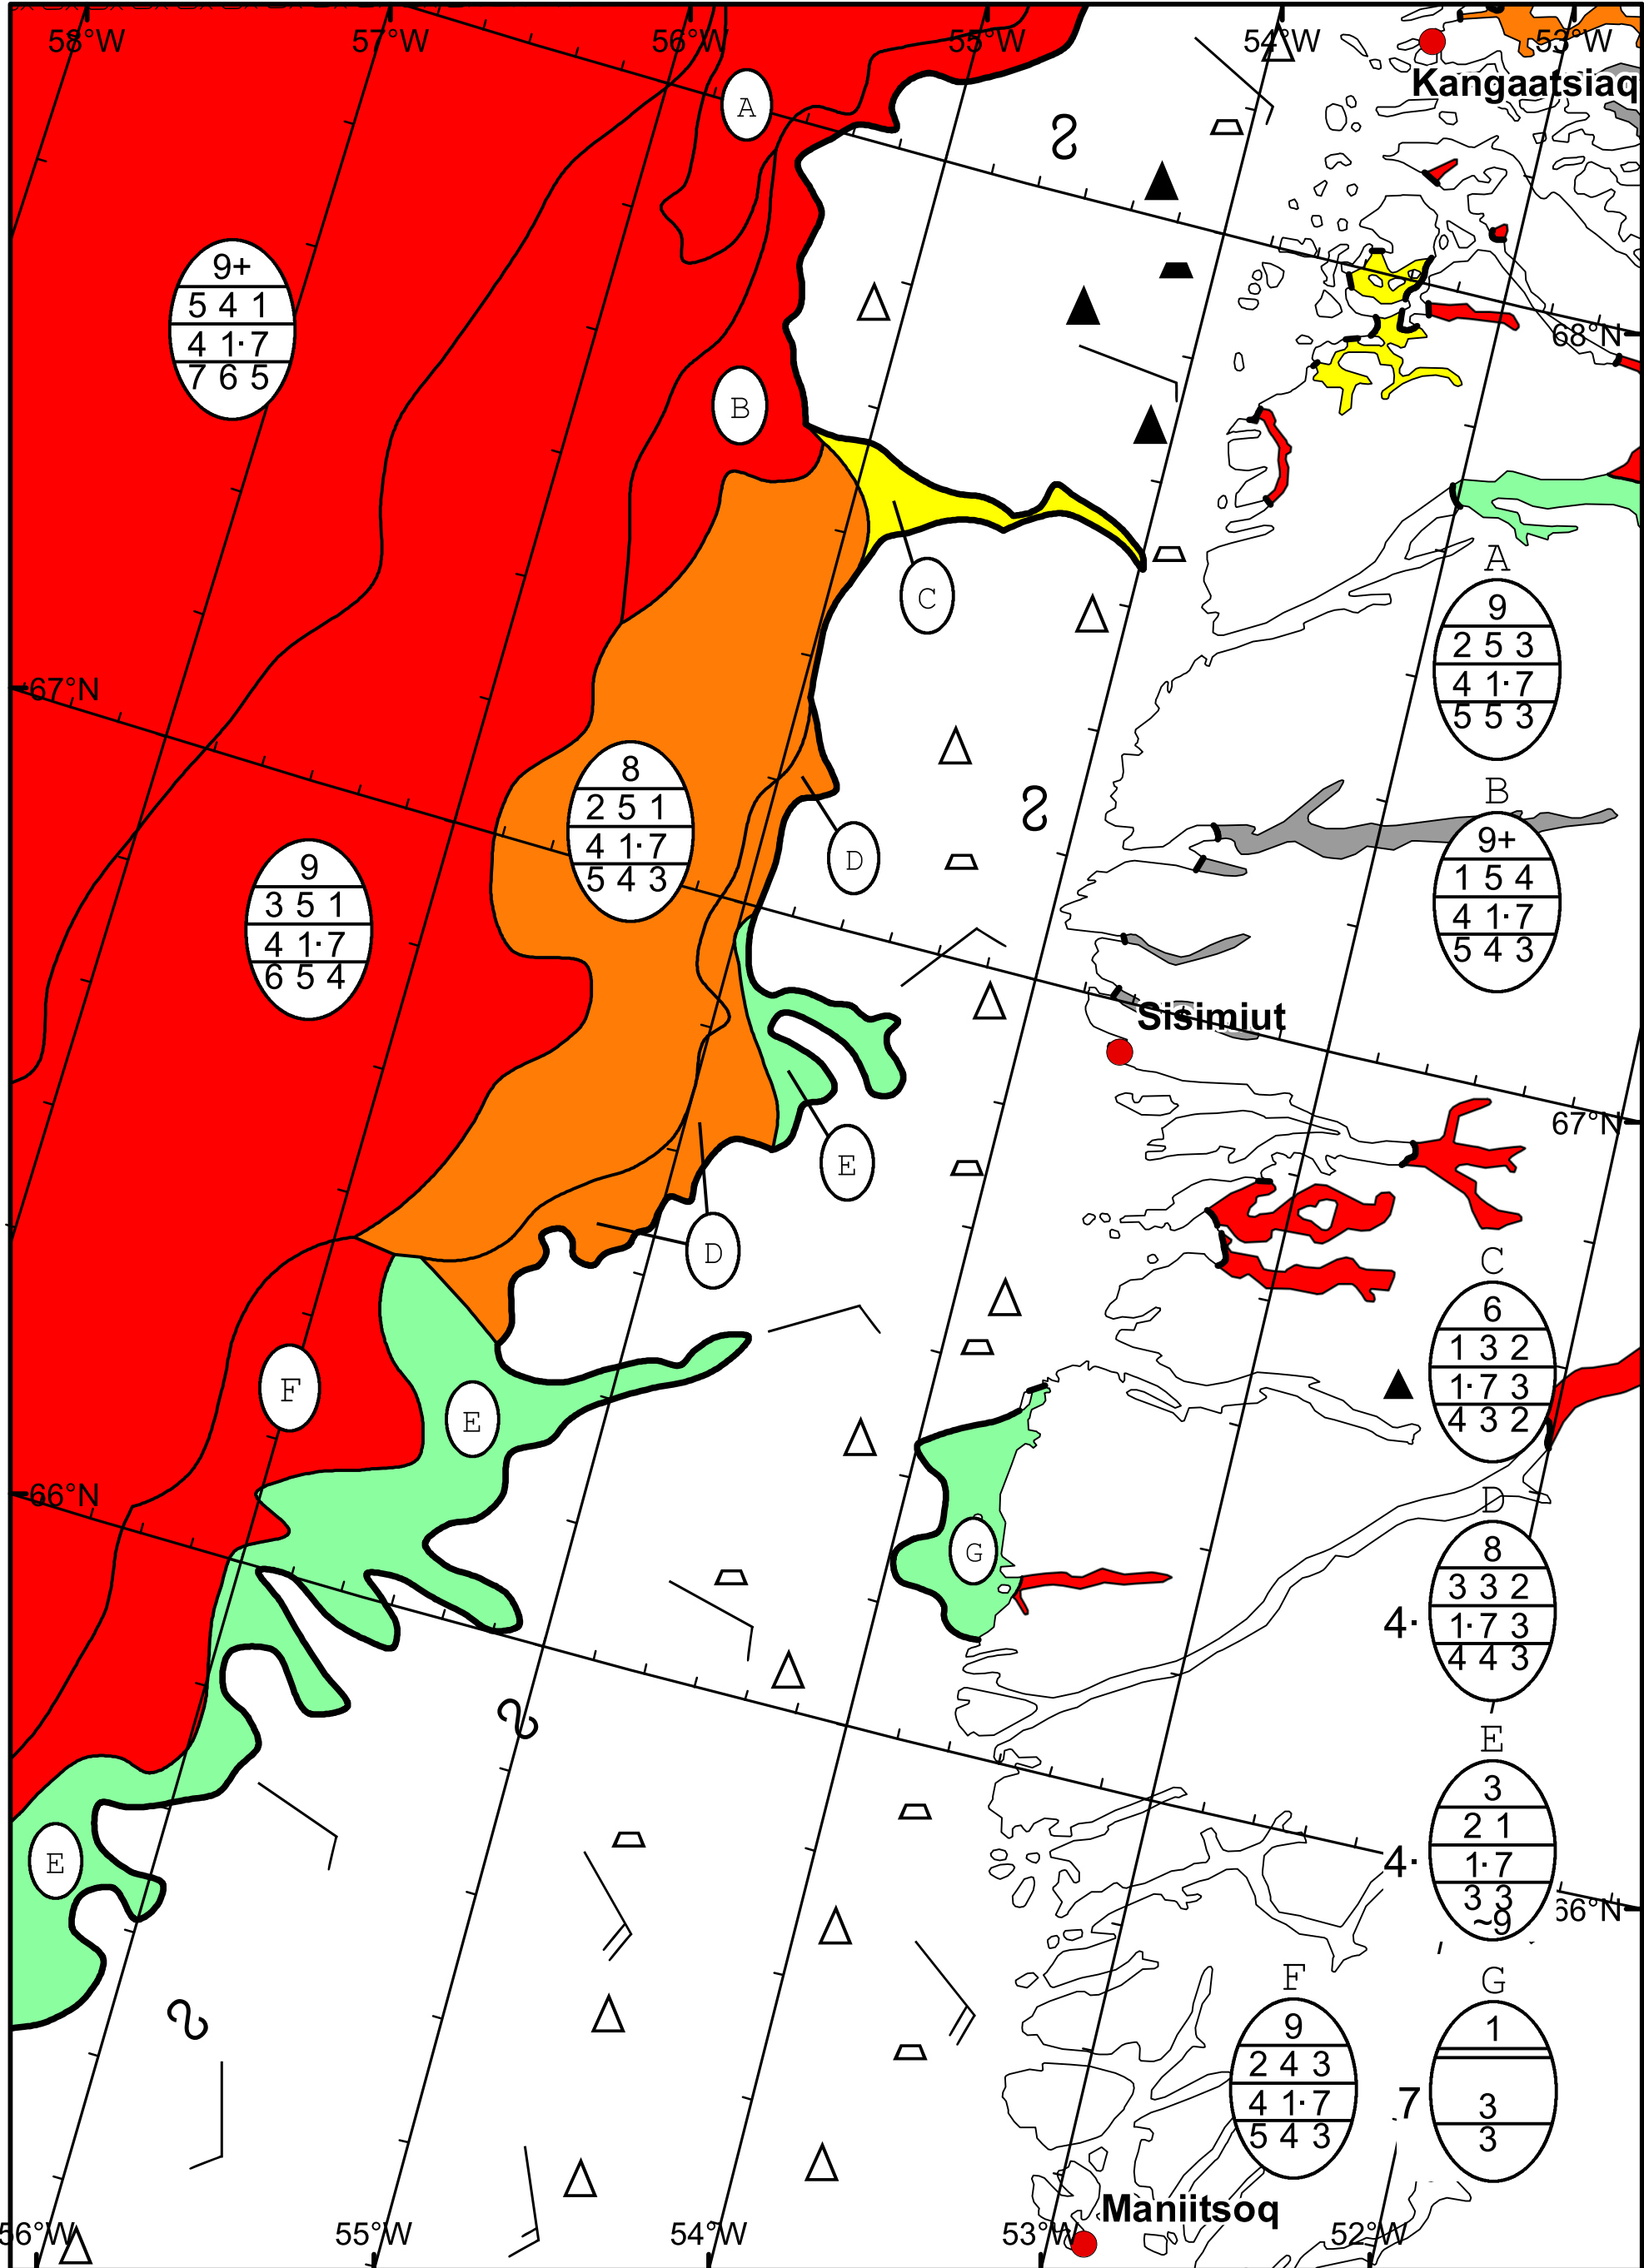 58°W 57°W 56°W 55°W 54°W 53°W
Kangaatsiaq
A
9+
5 4 1
4 1· 7
7 6 5
68°N
B
C
A
9
2 5 3
4 1· 7
5 5 3
67°N
8
2 5 1
4 1· 7
5 4 3
D
B
9+
1 5 4
4 1· 7
5 4 3
9
3 5 1
4 1· 7
6 5 4
Sisimiut
67°N
E
D
C
6
1 3 2
1· 7 3
4 3 2
F
E
66°N
G
D
8
3 3 2
4· 1· 7 3
4 4 3
E
3
2 1
4· 1· 7
3 3
~9
E
66°N
F
9
2 4 3
4 1· 7
5 4 3
G
1
7 3
3
Maniitsoq
56°W 55°W 54°W 53°W 52°W